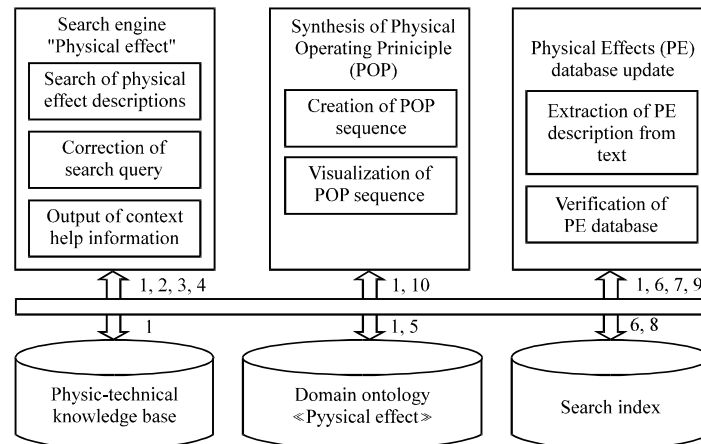 Search engine
"Physical effect"
Search of physical
effect descriptions
Correction of
search query
Output of context
help information
Synthesis of Physical
Operating Priniciple
(POP)
Creation of POP
sequence
Visualization of
POP sequence
Physical Effects (PE)
database update
Extraction of PE
description from
text
Verification of
PE database
1, 2, 3, 4
1, 10
1, 6, 7, 9
1
1, 5
6, 8
Physic-technical
knowledge base
Domain ontology
≪Pyysical effect≫
Search index